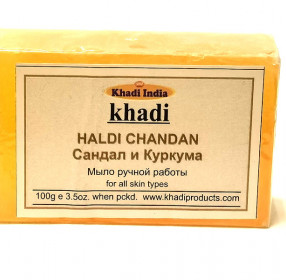 Khadi India
khadi
HALDI CHANDAN
Сандал и Куркума
Мыло ручной работы
for all skin types
100g e 3.5oz. when pckd. www.khadiproducts.com